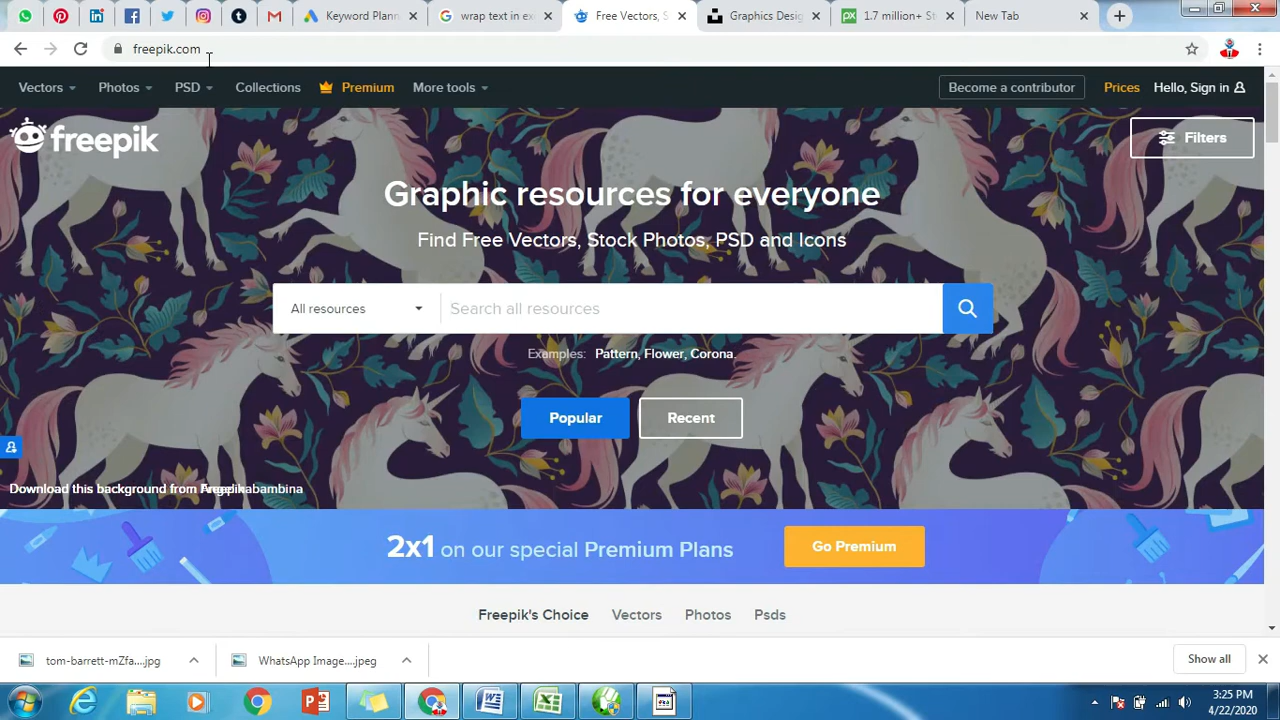 Keyword Plann
wrap text in ex
Free Vectors, S
Graphics Desig
1.7 million+ St
New Tab
freepik.com
Vectors
Photos
PSD
Collections
Premium
More tools
Become a contributor
Prices
Hello, Sign in
freepik
Filters
Graphic resources for everyone
Find Free Vectors, Stock Photos, PSD and Icons
All resources
Search all resources
Examples: Pattern, Flower, Corona.
Popular
Recent
Download this background from
2x1 on our special Premium Plans
Go Premium
Freepik's Choice
Vectors
Photos
Psds
tom-barrett-mZfa....jpg
WhatsApp Image....jpeg
Show all
3:25 PM
4/22/2020